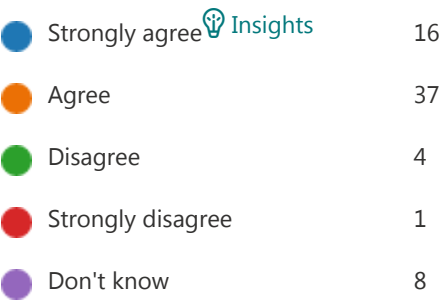 Strongly agree Insights 16
Agree 37
Disagree 4
Strongly disagree 1
Don't know 8